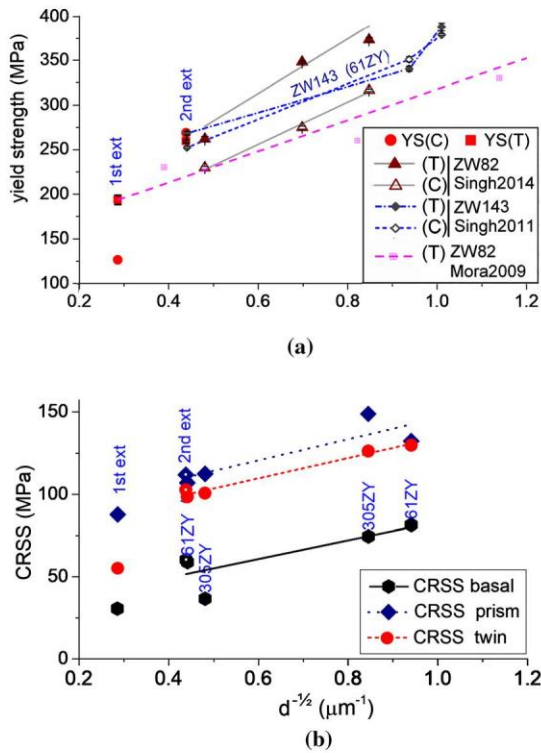 400
350
300
250
200
150
100
yield strength (MPa)
1st ext
2nd ext
ZW143 (61ZY)
YS(C) YS(T)
(T) ZW82
(C) Singh2014
(T) ZW143
(C) Singh2011
(T) ZW82
Mora2009
0.2 0.4 0.6 0.8 1.0 1.2
(a)
150
100
50
0
CRSS (MPa)
1st ext
2nd ext
61ZY
305ZY
305ZY
61ZY
CRSS basal
CRSS prism
CRSS twin
0.2 0.4 0.6 0.8 1.0 1.2
d⁻¹ᐟ² (μm⁻¹)
(b)